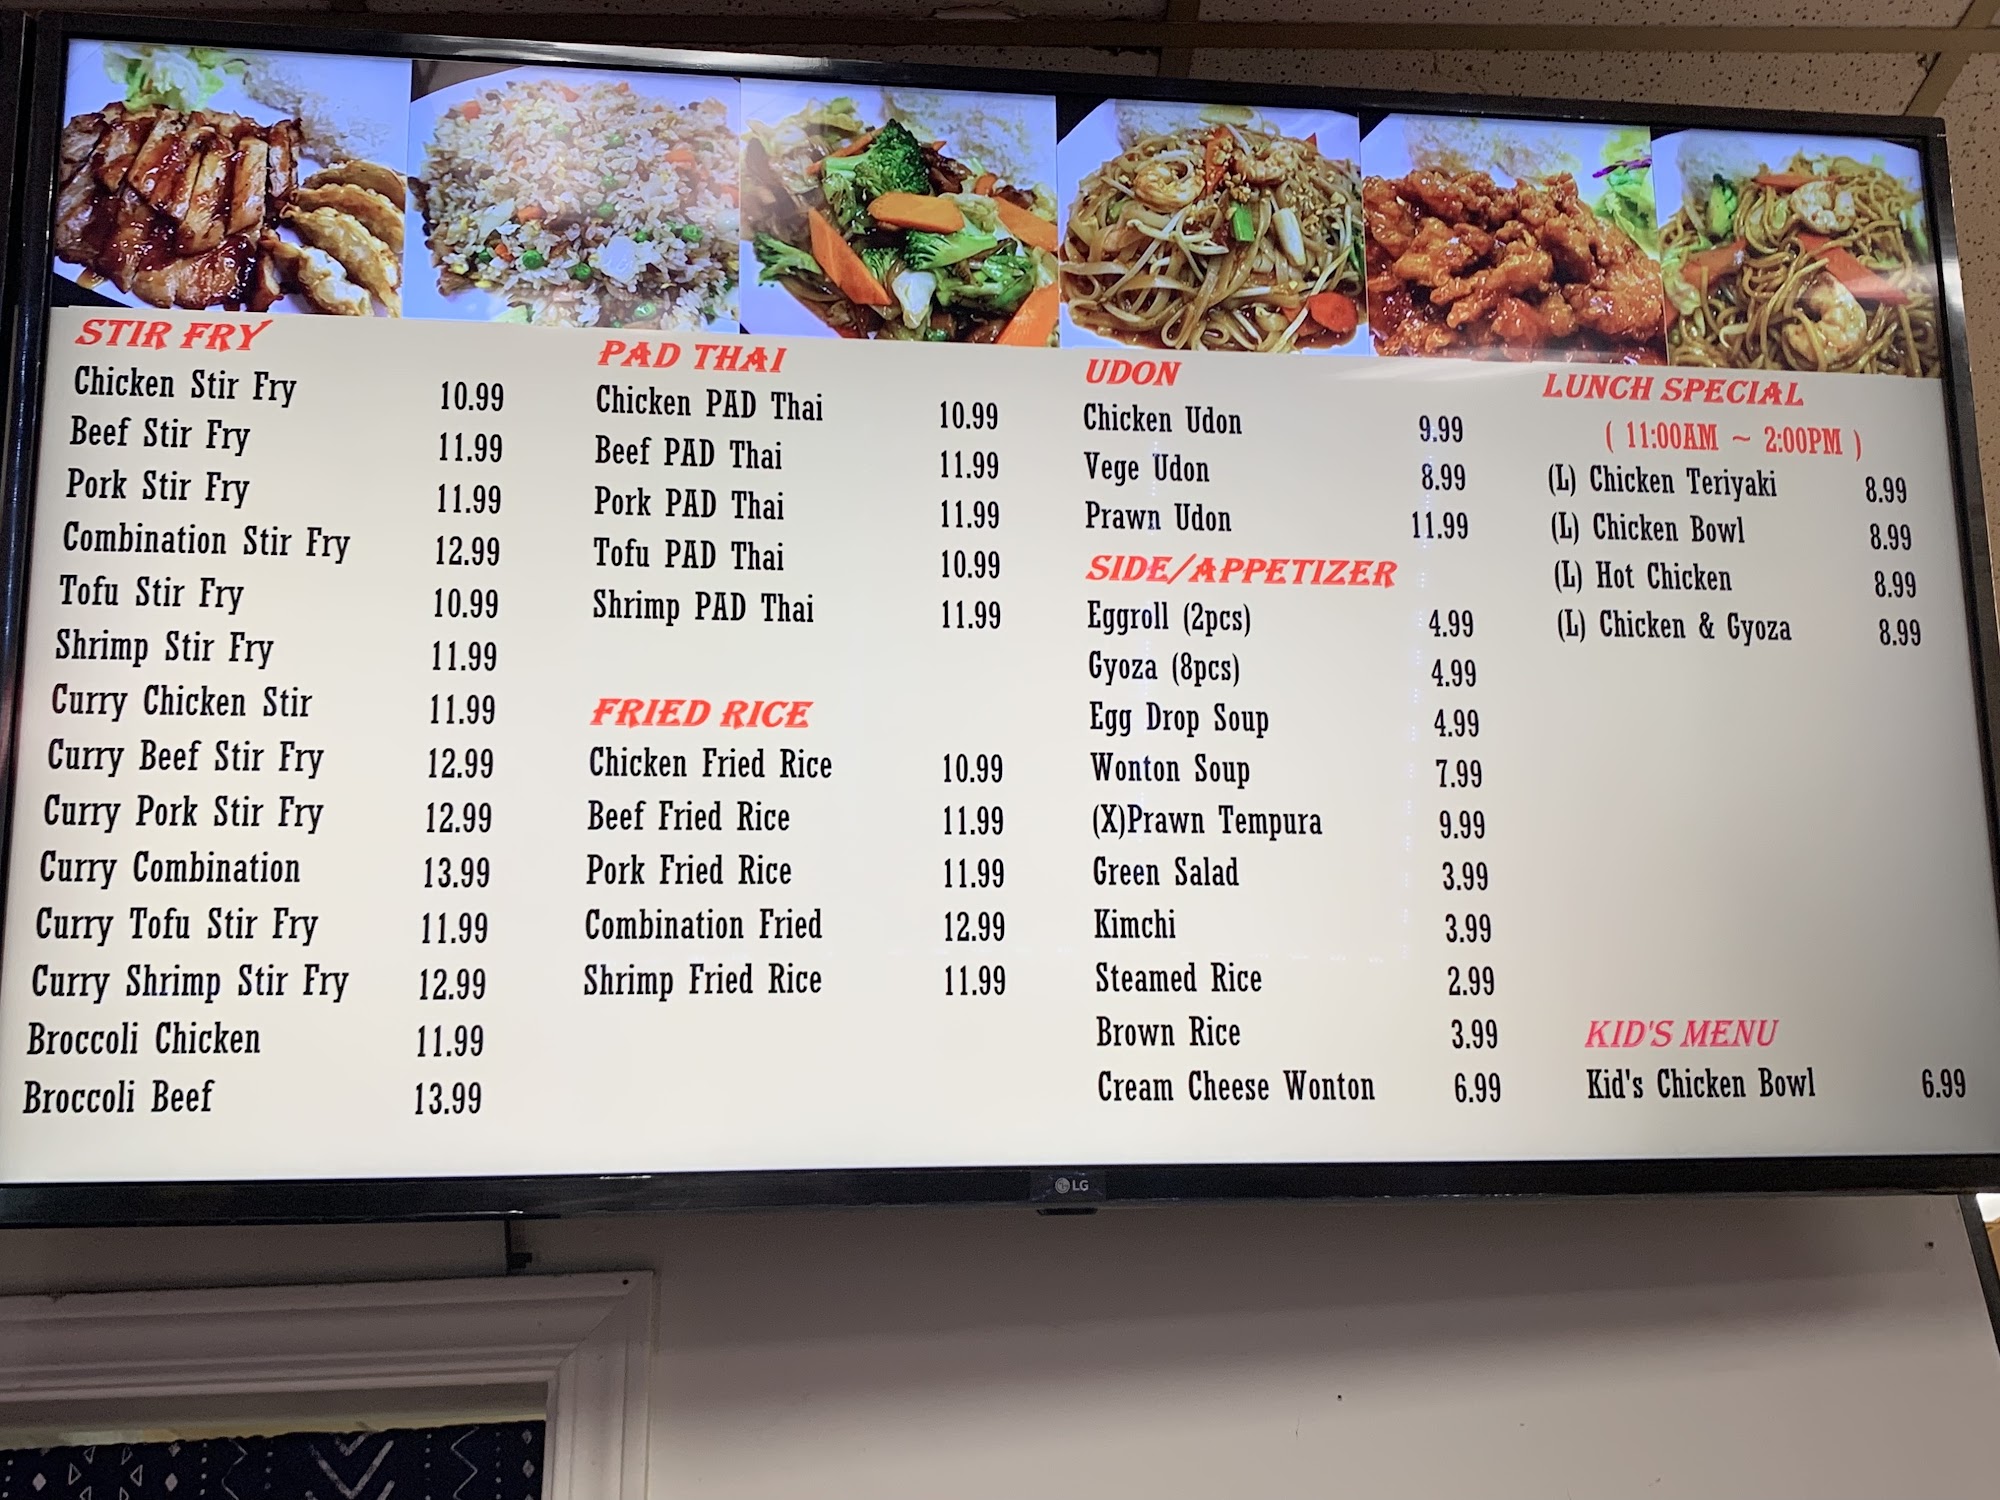 STIR FRY
Chicken Stir Fry 10.99
Beef Stir Fry 11.99
Pork Stir Fry 11.99
Combination Stir Fry 12.99
Tofu Stir Fry 10.99
Shrimp Stir Fry 11.99
Curry Chicken Stir 11.99
Curry Beef Stir Fry 12.99
Curry Pork Stir Fry 12.99
Curry Combination 13.99
Curry Tofu Stir Fry 11.99
Curry Shrimp Stir Fry 12.99
Broccoli Chicken 11.99
Broccoli Beef 13.99
PAD THAI
Chicken PAD Thai 10.99
Beef PAD Thai 11.99
Pork PAD Thai 11.99
Tofu PAD Thai 10.99
Shrimp PAD Thai 11.99
FRIED RICE
Chicken Fried Rice 10.99
Beef Fried Rice 11.99
Pork Fried Rice 11.99
Combination Fried 12.99
Shrimp Fried Rice 11.99
UDON
Chicken Udon 9.99
Vege Udon 8.99
Prawn Udon 11.99
SIDE/APPETIZER
Eggroll (2pcs) 4.99
Gyoza (8pcs) 4.99
Egg Drop Soup 4.99
Wonton Soup 7.99
(X)Prawn Tempura 9.99
Green Salad 3.99
Kimchi 3.99
Steamed Rice 2.99
Brown Rice 3.99
Cream Cheese Wonton 6.99
LUNCH SPECIAL
( 11:00AM ~ 2:00PM )
(L) Chicken Teriyaki 8.99
(L) Chicken Bowl 8.99
(L) Hot Chicken 8.99
(L) Chicken & Gyoza 8.99
KID'S MENU
Kid's Chicken Bowl 6.99
LG